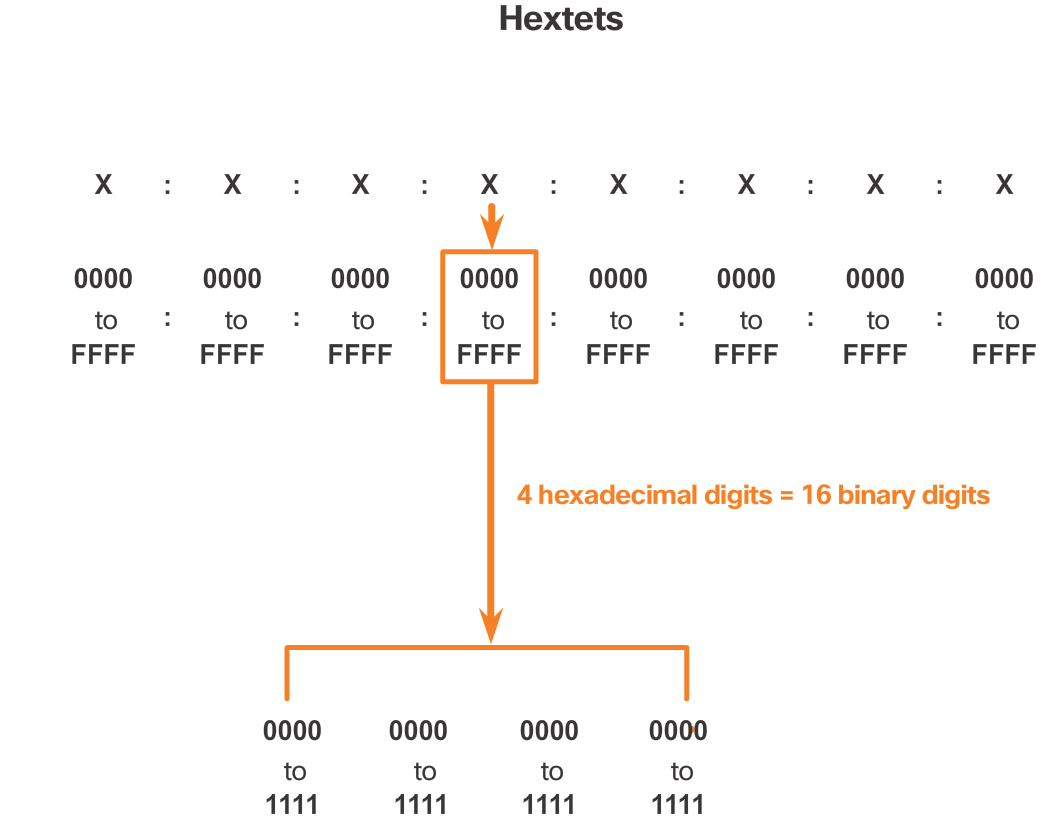 Hextets
X : X : X : X : X : X : X : X
0000 0000 0000 0000 0000 0000 0000 0000
to : to : to : to : to : to : to : to
FFFF FFFF FFFF FFFF FFFF FFFF FFFF FFFF
4 hexadecimal digits = 16 binary digits
0000 0000 0000 0000
to to to to
1111 1111 1111 1111